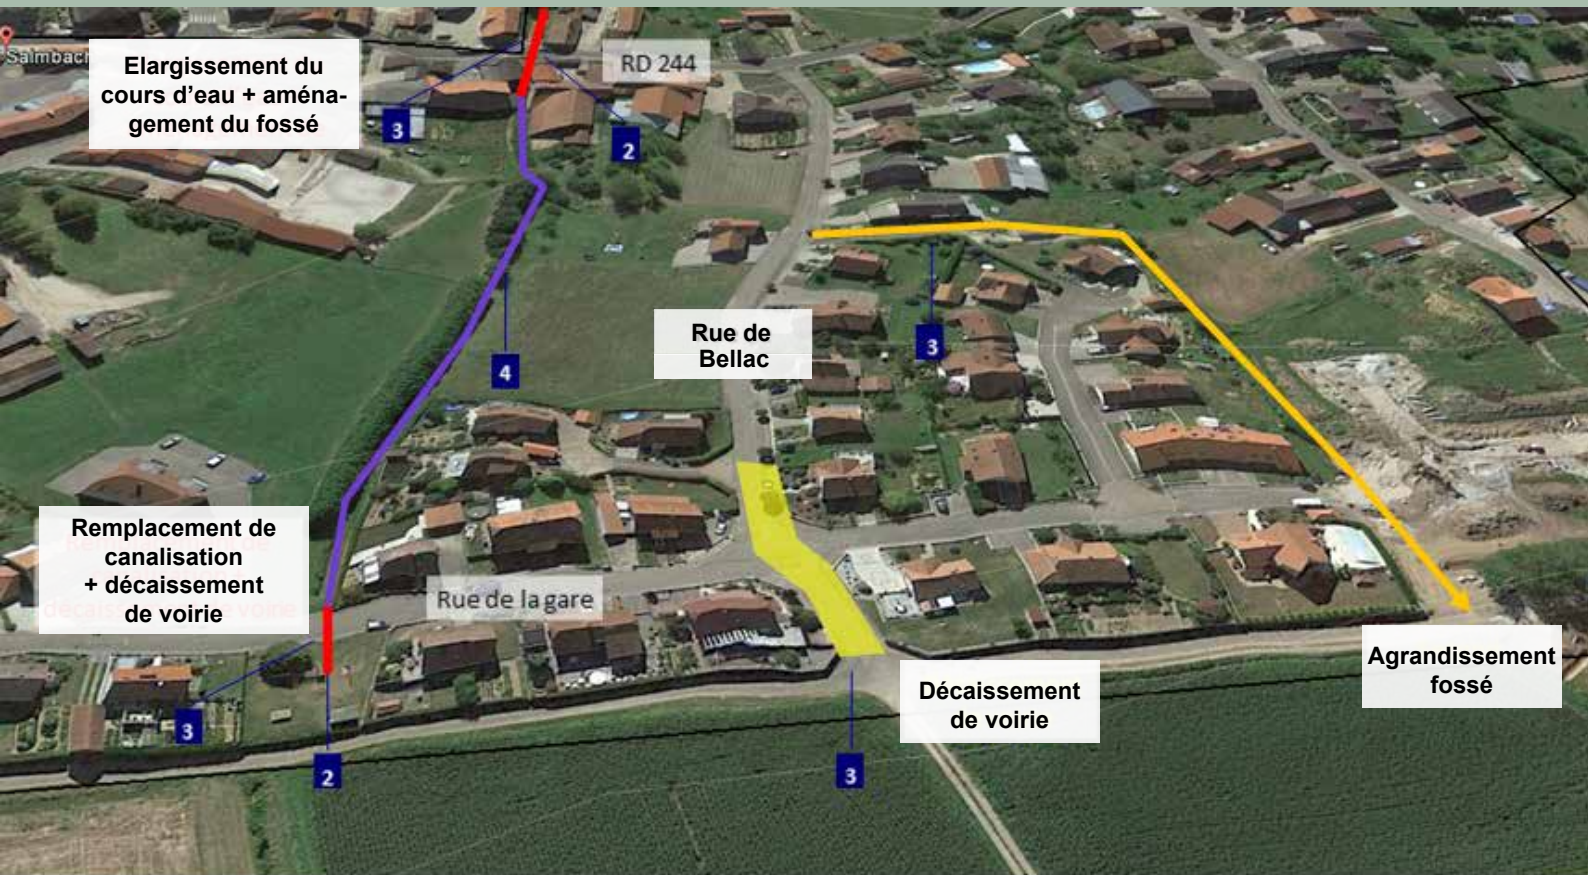 Salmbach
Elargissement du
cours d'eau + aména-
gement du fossé
RD 244
3
2
Rue de
Bellac
3
4
Remplacement de
canalisation
+ décaissement
de voirie
Rue de la gare
Agrandissement
fossé
Décaissement
de voirie
3
2
3